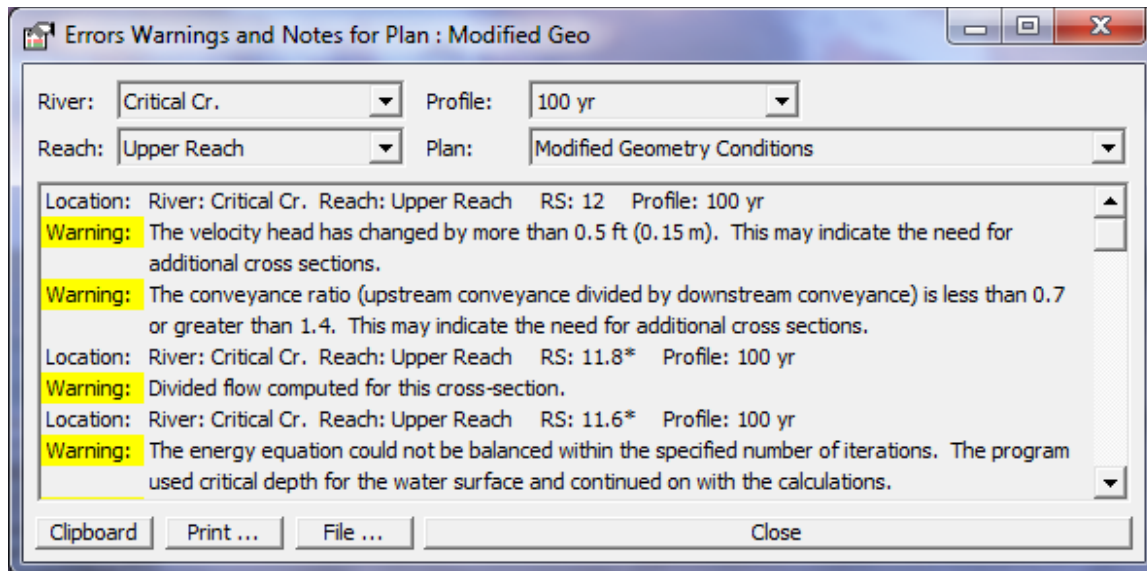 Errors Warnings and Notes for Plan : Modified Geo
River: Critical Cr. Profile: 100 yr
Reach: Upper Reach Plan: Modified Geometry Conditions
Location: River: Critical Cr. Reach: Upper Reach RS: 12 Profile: 100 yr
Warning: The velocity head has changed by more than 0.5 ft (0.15 m). This may indicate the need for
additional cross sections.
Warning: The conveyance ratio (upstream conveyance divided by downstream conveyance) is less than 0.7
or greater than 1.4. This may indicate the need for additional cross sections.
Location: River: Critical Cr. Reach: Upper Reach RS: 11.8* Profile: 100 yr
Warning: Divided flow computed for this cross-section.
Location: River: Critical Cr. Reach: Upper Reach RS: 11.6* Profile: 100 yr
Warning: The energy equation could not be balanced within the specified number of iterations. The program
used critical depth for the water surface and continued on with the calculations.
Clipboard Print ... File ... Close